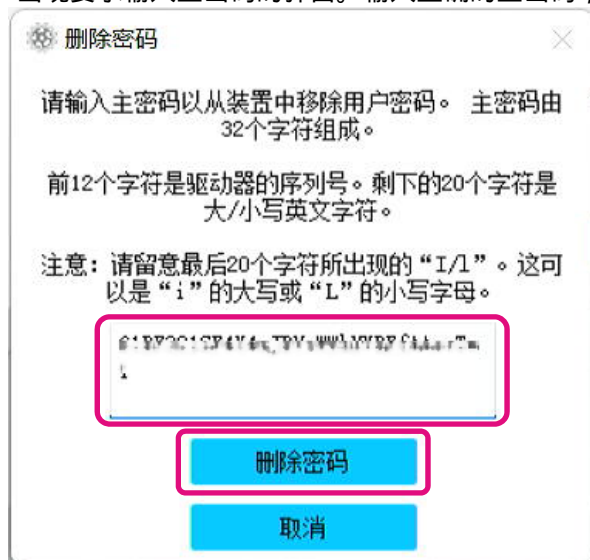 删除密码
请输入主密码以从装置中移除用户密码。 主密码由
32个字符组成。
前12个字符是驱动器的序列号。剩下的20个字符是
大/小写英文字符。
注意: 请留意最后20个字符所出现的“I/l”。这可
以是“i”的大写或“L”的小写字母。
删除密码
取消